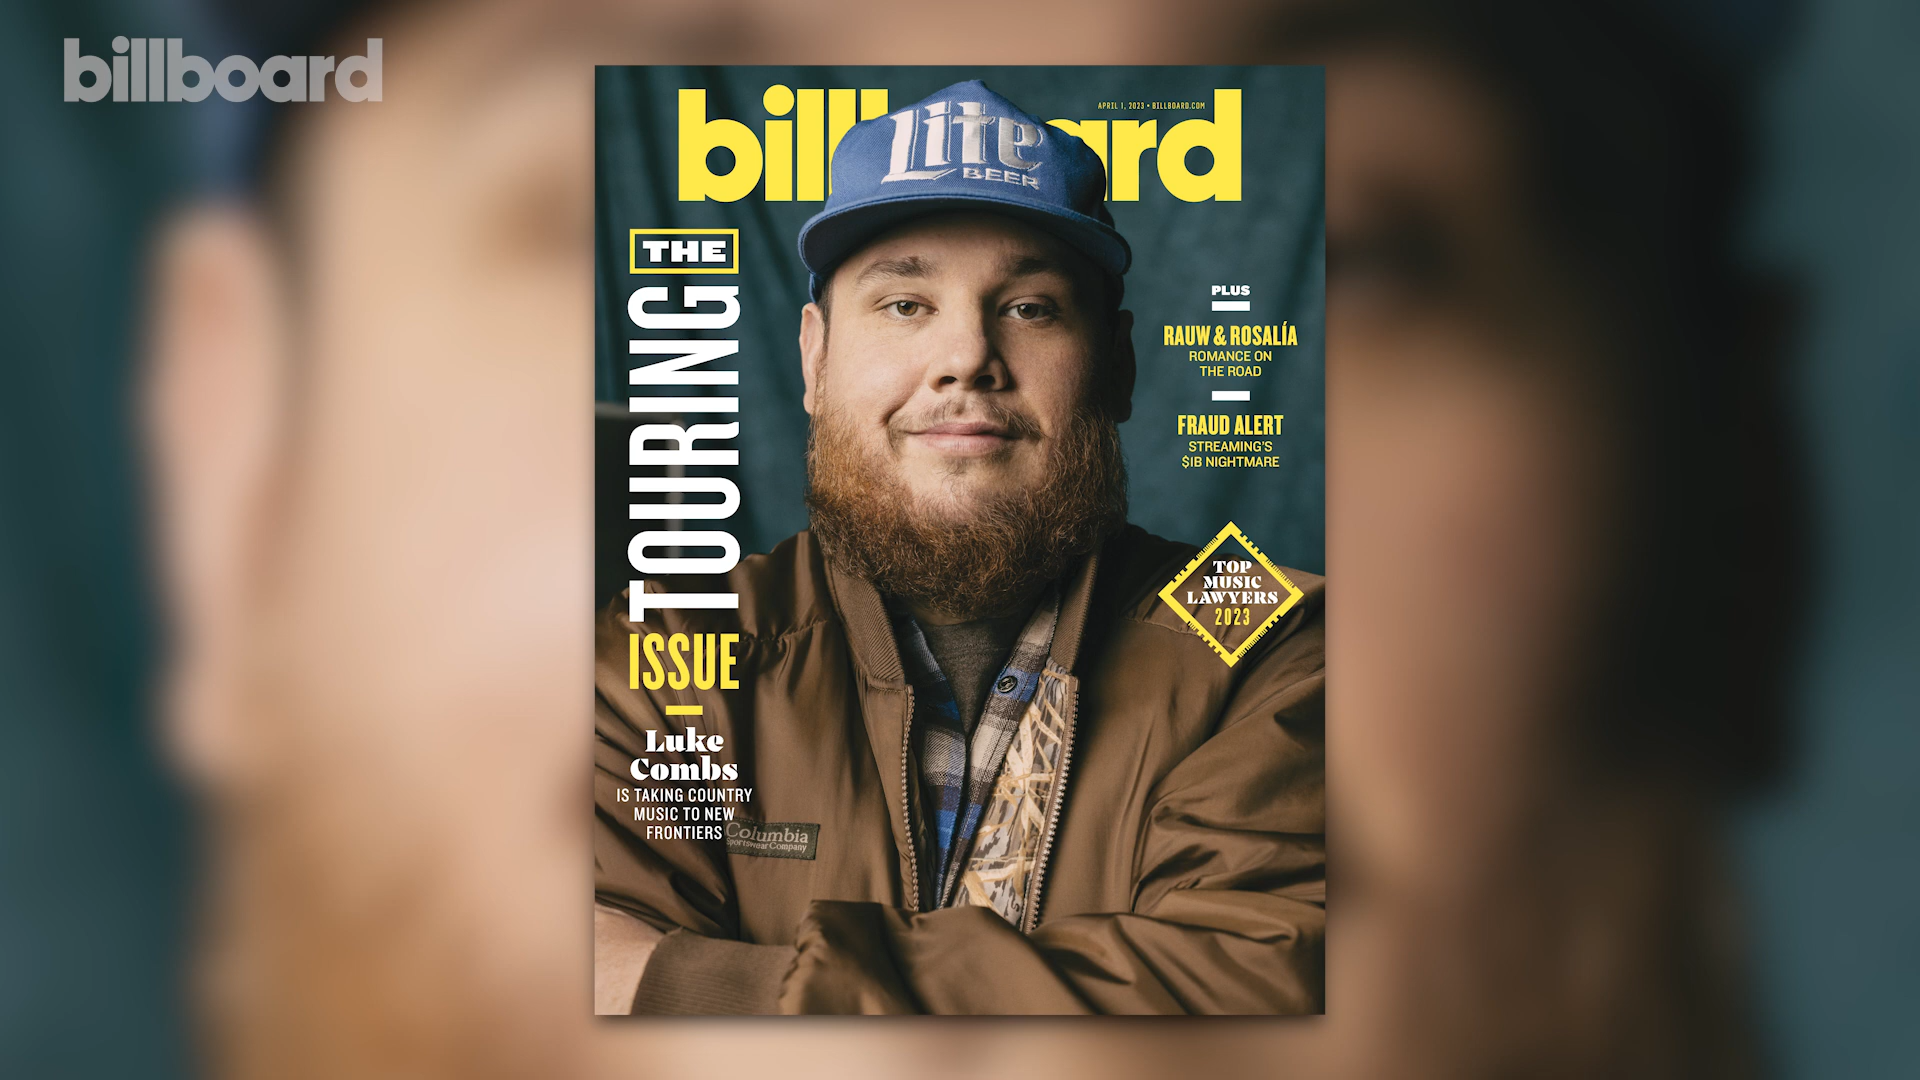 billboard
billboard
APRIL 1, 2023 • BILLBOARD.COM
Lite
BEER
THE
TOURING
ISSUE
Luke
Combs
IS TAKING COUNTRY
MUSIC TO NEW
FRONTIERS
Columbia
Sportswear Company
PLUS
RAUW & ROSALÍA
ROMANCE ON
THE ROAD
FRAUD ALERT
STREAMING'S
$1B NIGHTMARE
TOP
MUSIC
LAWYERS
2023